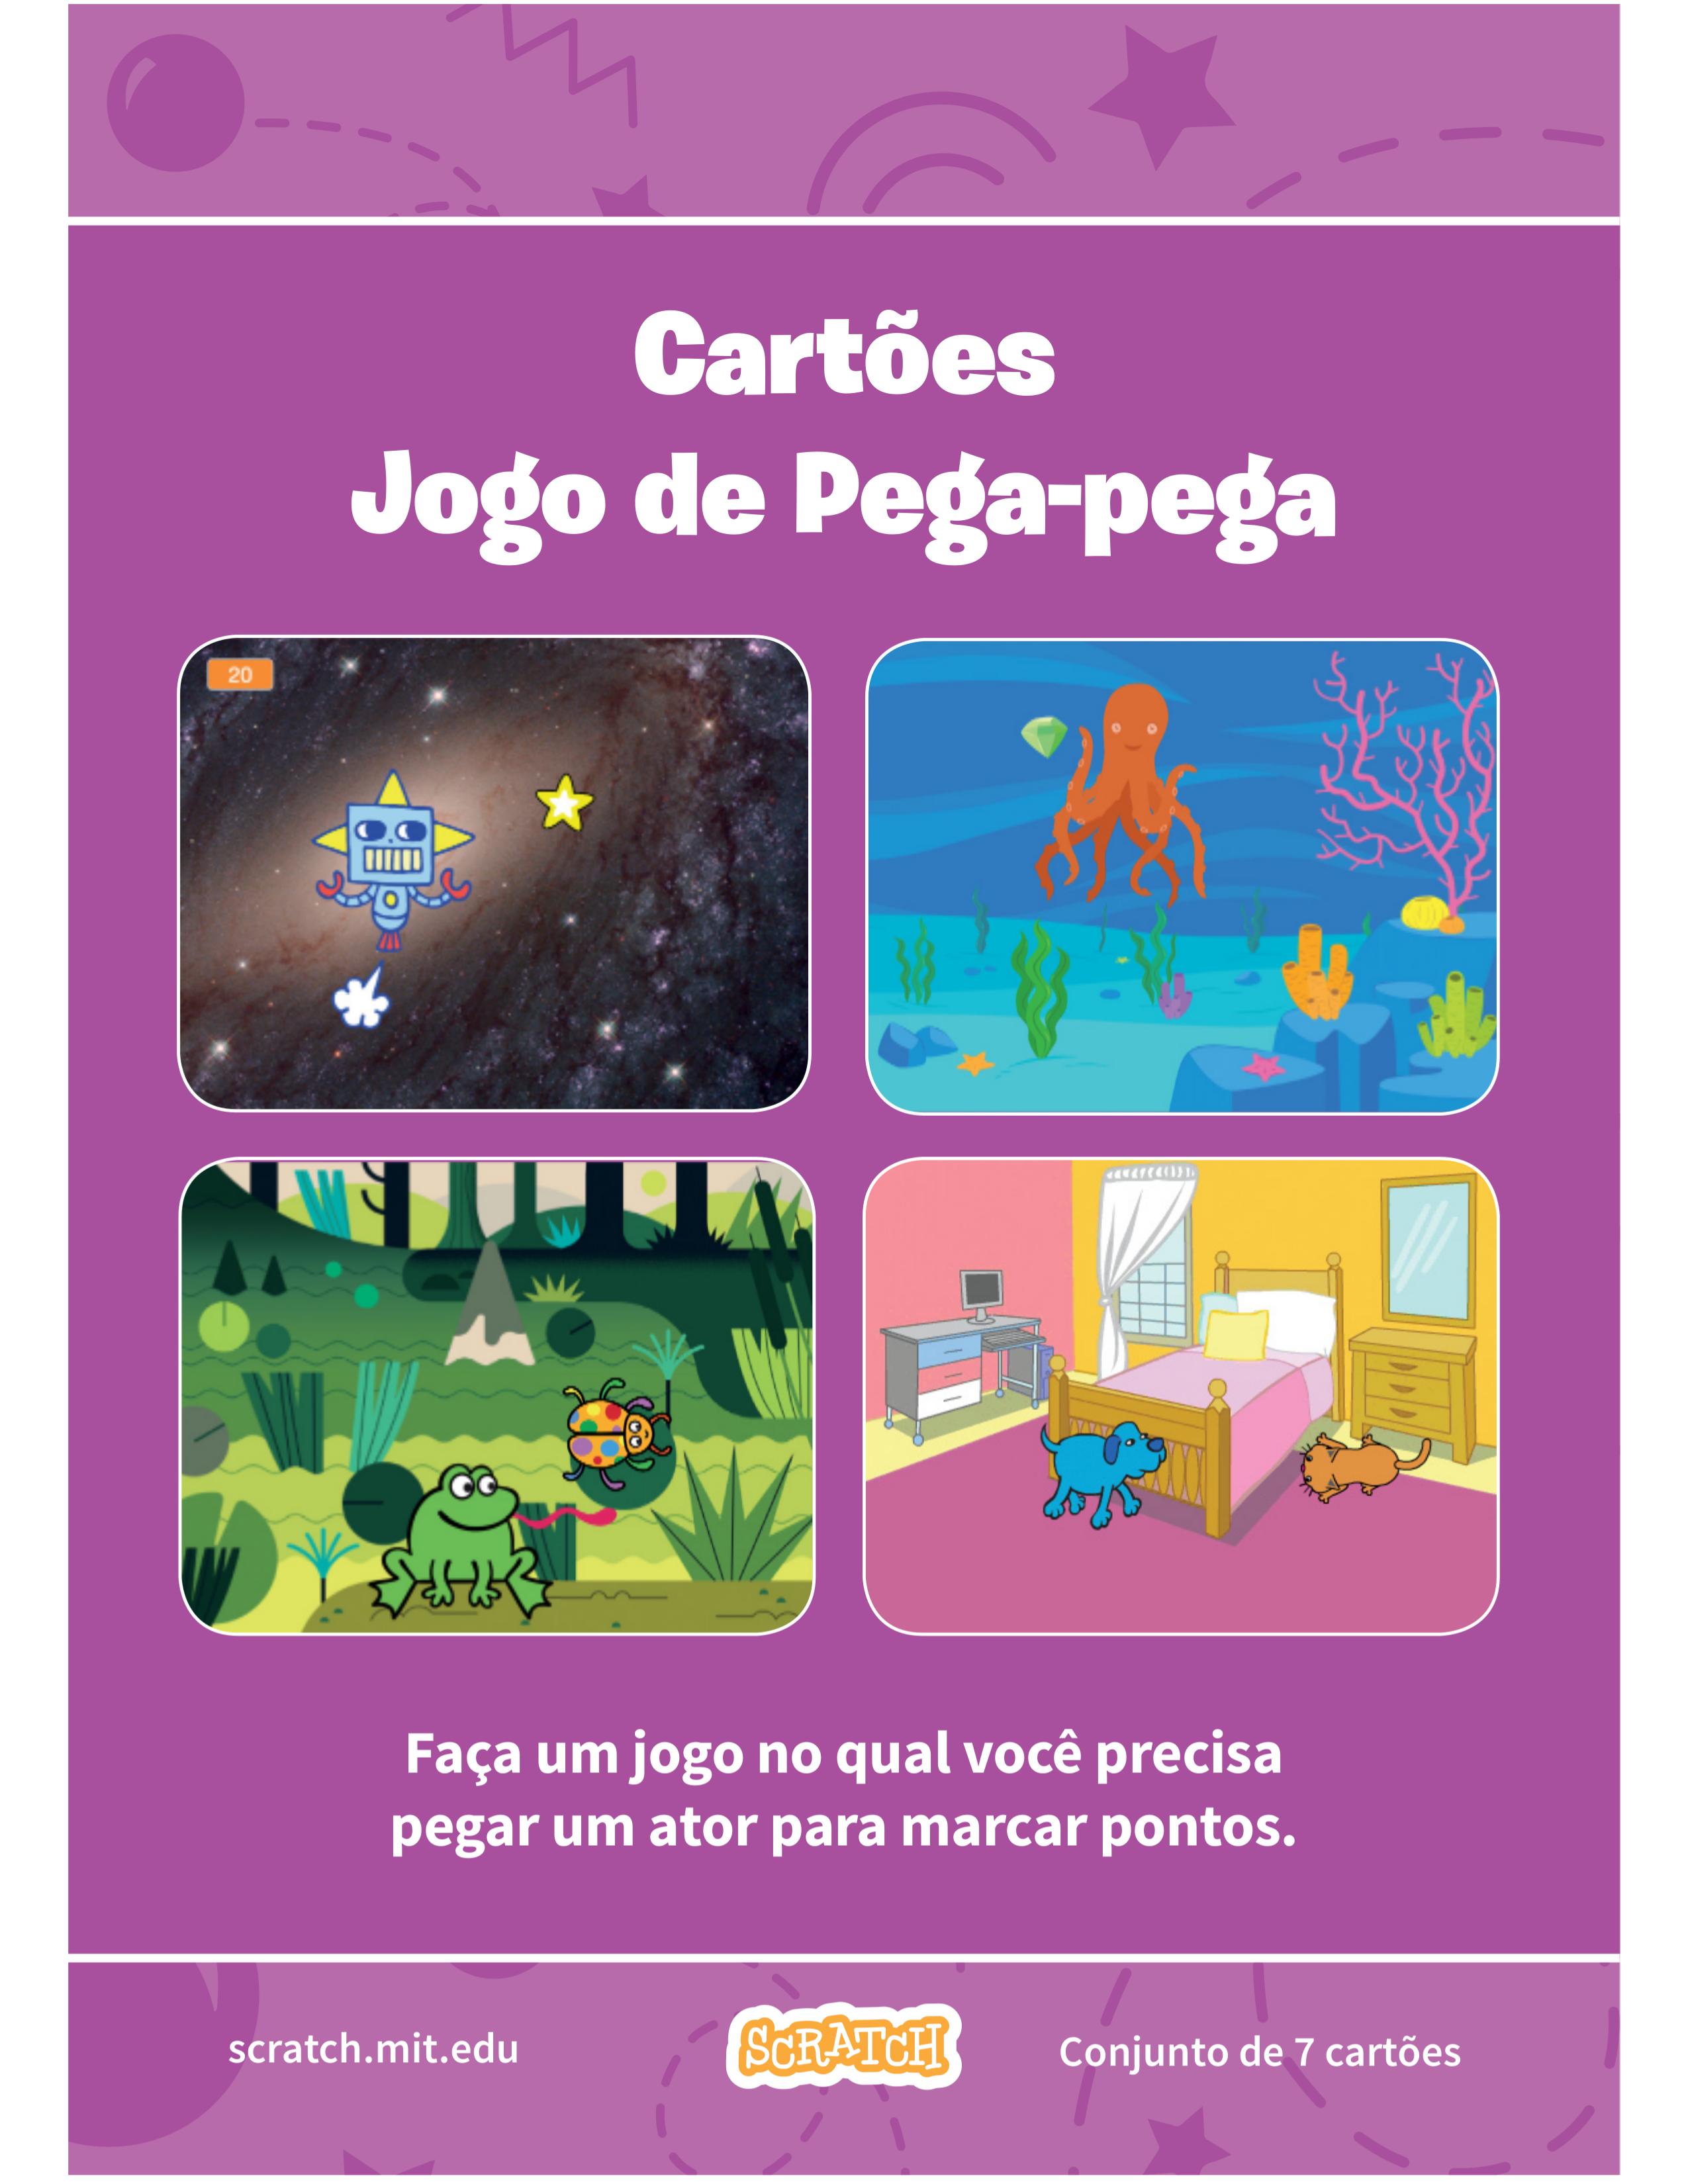 Cartões
Jogo de Pega-pega
20
Faça um jogo no qual você precisa
pegar um ator para marcar pontos.
scratch.mit.edu
SCRATCH
Conjunto de 7 cartões